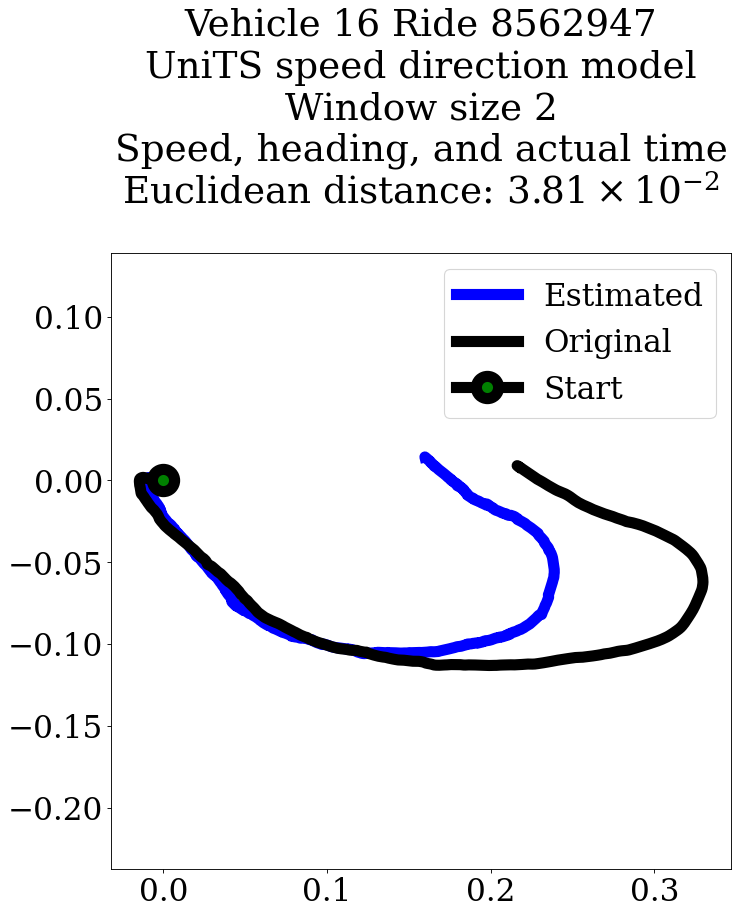 Vehicle 16 Ride 8562947
UniTS speed direction model
Window size 2
Speed, heading, and actual time
Euclidean distance: 3.81 × 10⁻²
Estimated
Original
Start
0.10
0.05
0.00
−0.05
−0.10
−0.15
−0.20
0.0 0.1 0.2 0.3